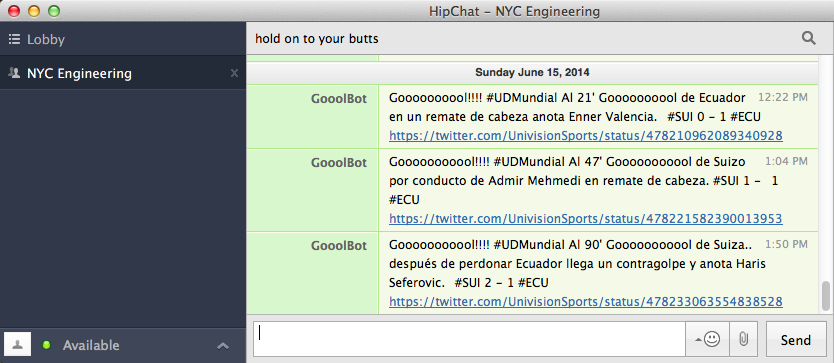 HipChat – NYC Engineering
Lobby
NYC Engineering
hold on to your butts
Sunday June 15, 2014
GooolBot
Gooooooooool!!!! #UDMundial Al 21' Goooooooool de Ecuador 12:22 PM
en un remate de cabeza anota Enner Valencia. #SUI 0 - 1 #ECU
https://twitter.com/UnivisionSports/status/478210962089340928
GooolBot
Goooooooooool!!!! #UDMundial Al 47' Goooooooooool de Suizo 1:04 PM
por conducto de Admir Mehmedi en remate de cabeza. #SUI 1 - 1
#ECU
https://twitter.com/UnivisionSports/status/478221582390013953
GooolBot
Goooooooooool!!!! #UDMundial Al 90' Goooooooooool de Suiza.. 1:50 PM
después de perdonar Ecuador llega un contragolpe y anota Haris
Seferovic. #SUI 2 - 1 #ECU
https://twitter.com/UnivisionSports/status/478233063554838528
Available
Send